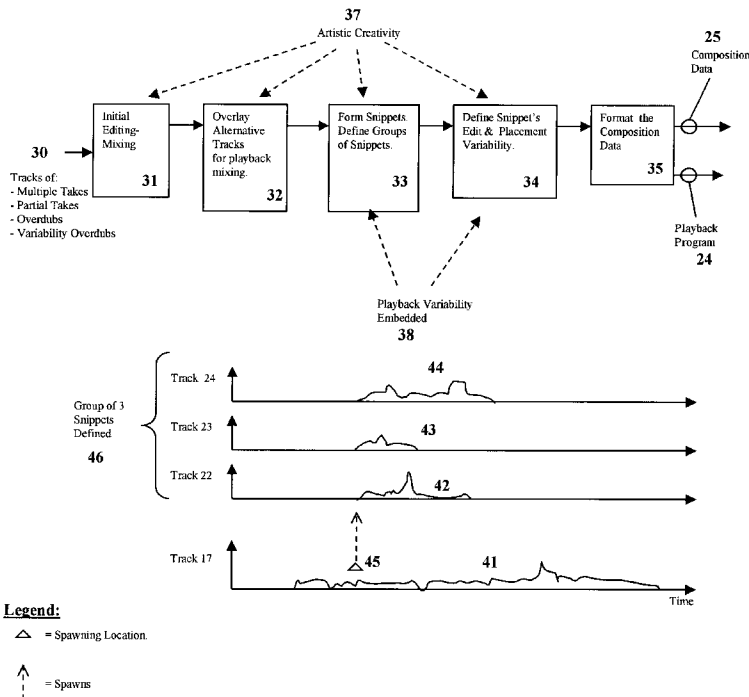 37
Artistic Creativity
25
Composition
Data
30
Tracks of:
- Multiple Takes
- Partial Takes
- Overdubs
- Variability Overdubs
Initial
Editing-
Mixing
31
Overlay
Alternative
Tracks
for playback
mixing.
32
Form Snippets.
Define Groups
of Snippets.
33
Define Snippet's
Edit & Placement
Variability.
34
Format the
Composition
Data
35
Playback
Program
24
Playback Variability
Embedded
38
Group of 3
Snippets
Defined
46
Track 24
44
Track 23
43
Track 22
42
Track 17
45
41
Time
Legend:
= Spawning Location.
= Spawns